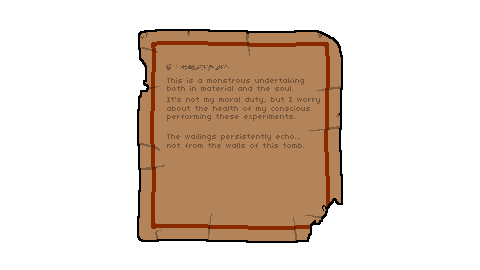 This is a monstrous undertaking
both in material and the soul.
It's not my moral duty, but I worry
about the health of my conscious
performing these experiments.
The wailings persistently echo...
not from the walls of this tomb.